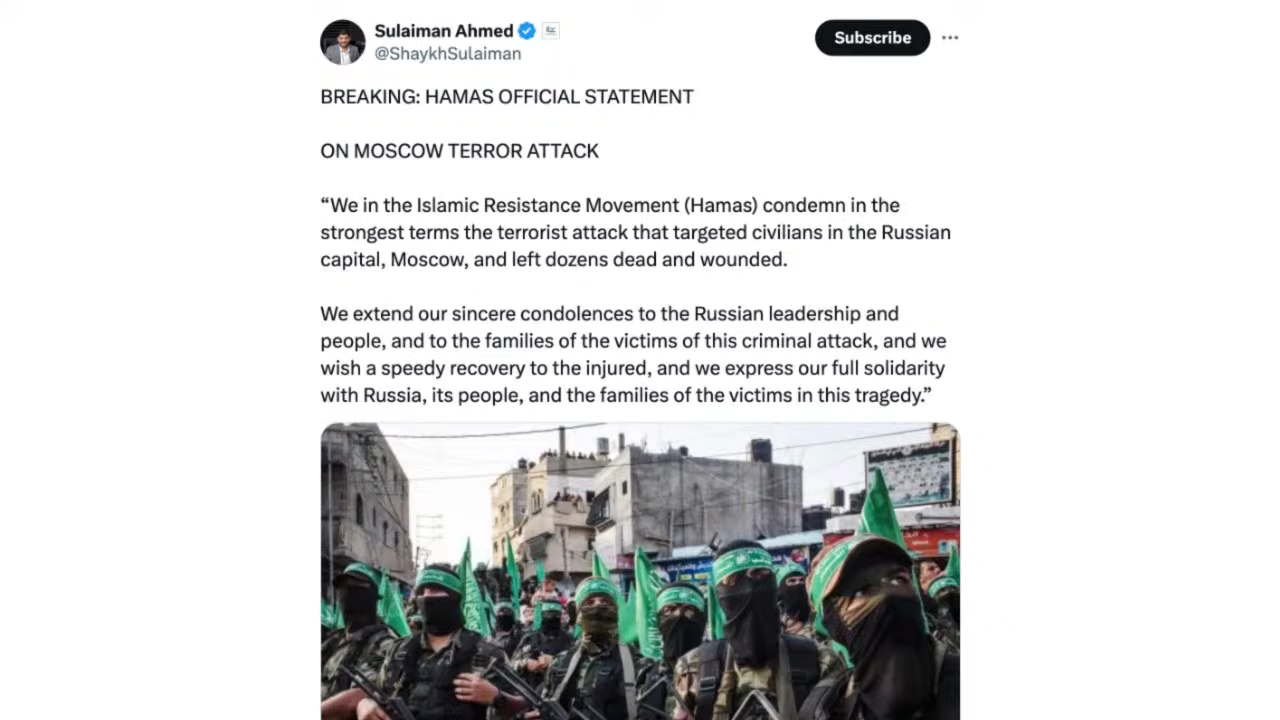 Sulaiman Ahmed
@ShaykhSulaiman
Subscribe
BREAKING: HAMAS OFFICIAL STATEMENT
ON MOSCOW TERROR ATTACK
“We in the Islamic Resistance Movement (Hamas) condemn in the
strongest terms the terrorist attack that targeted civilians in the Russian
capital, Moscow, and left dozens dead and wounded.
We extend our sincere condolences to the Russian leadership and
people, and to the families of the victims of this criminal attack, and we
wish a speedy recovery to the injured, and we express our full solidarity
with Russia, its people, and the families of the victims in this tragedy.”